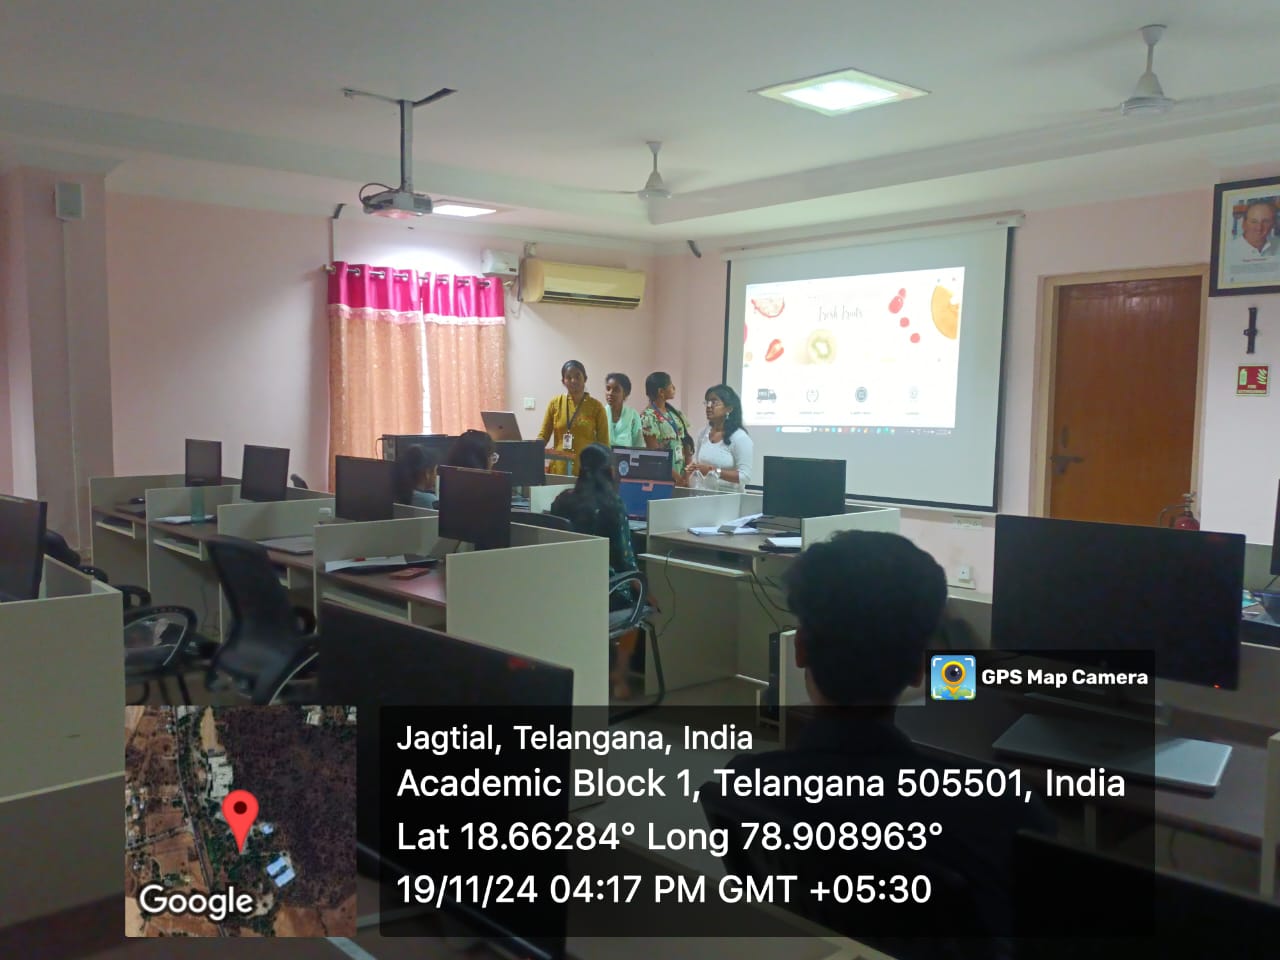 Fresh Fruits
GPS Map Camera
Jagtial, Telangana, India
Academic Block 1, Telangana 505501, India
Lat 18.66284° Long 78.908963°
19/11/24 04:17 PM GMT +05:30
Google